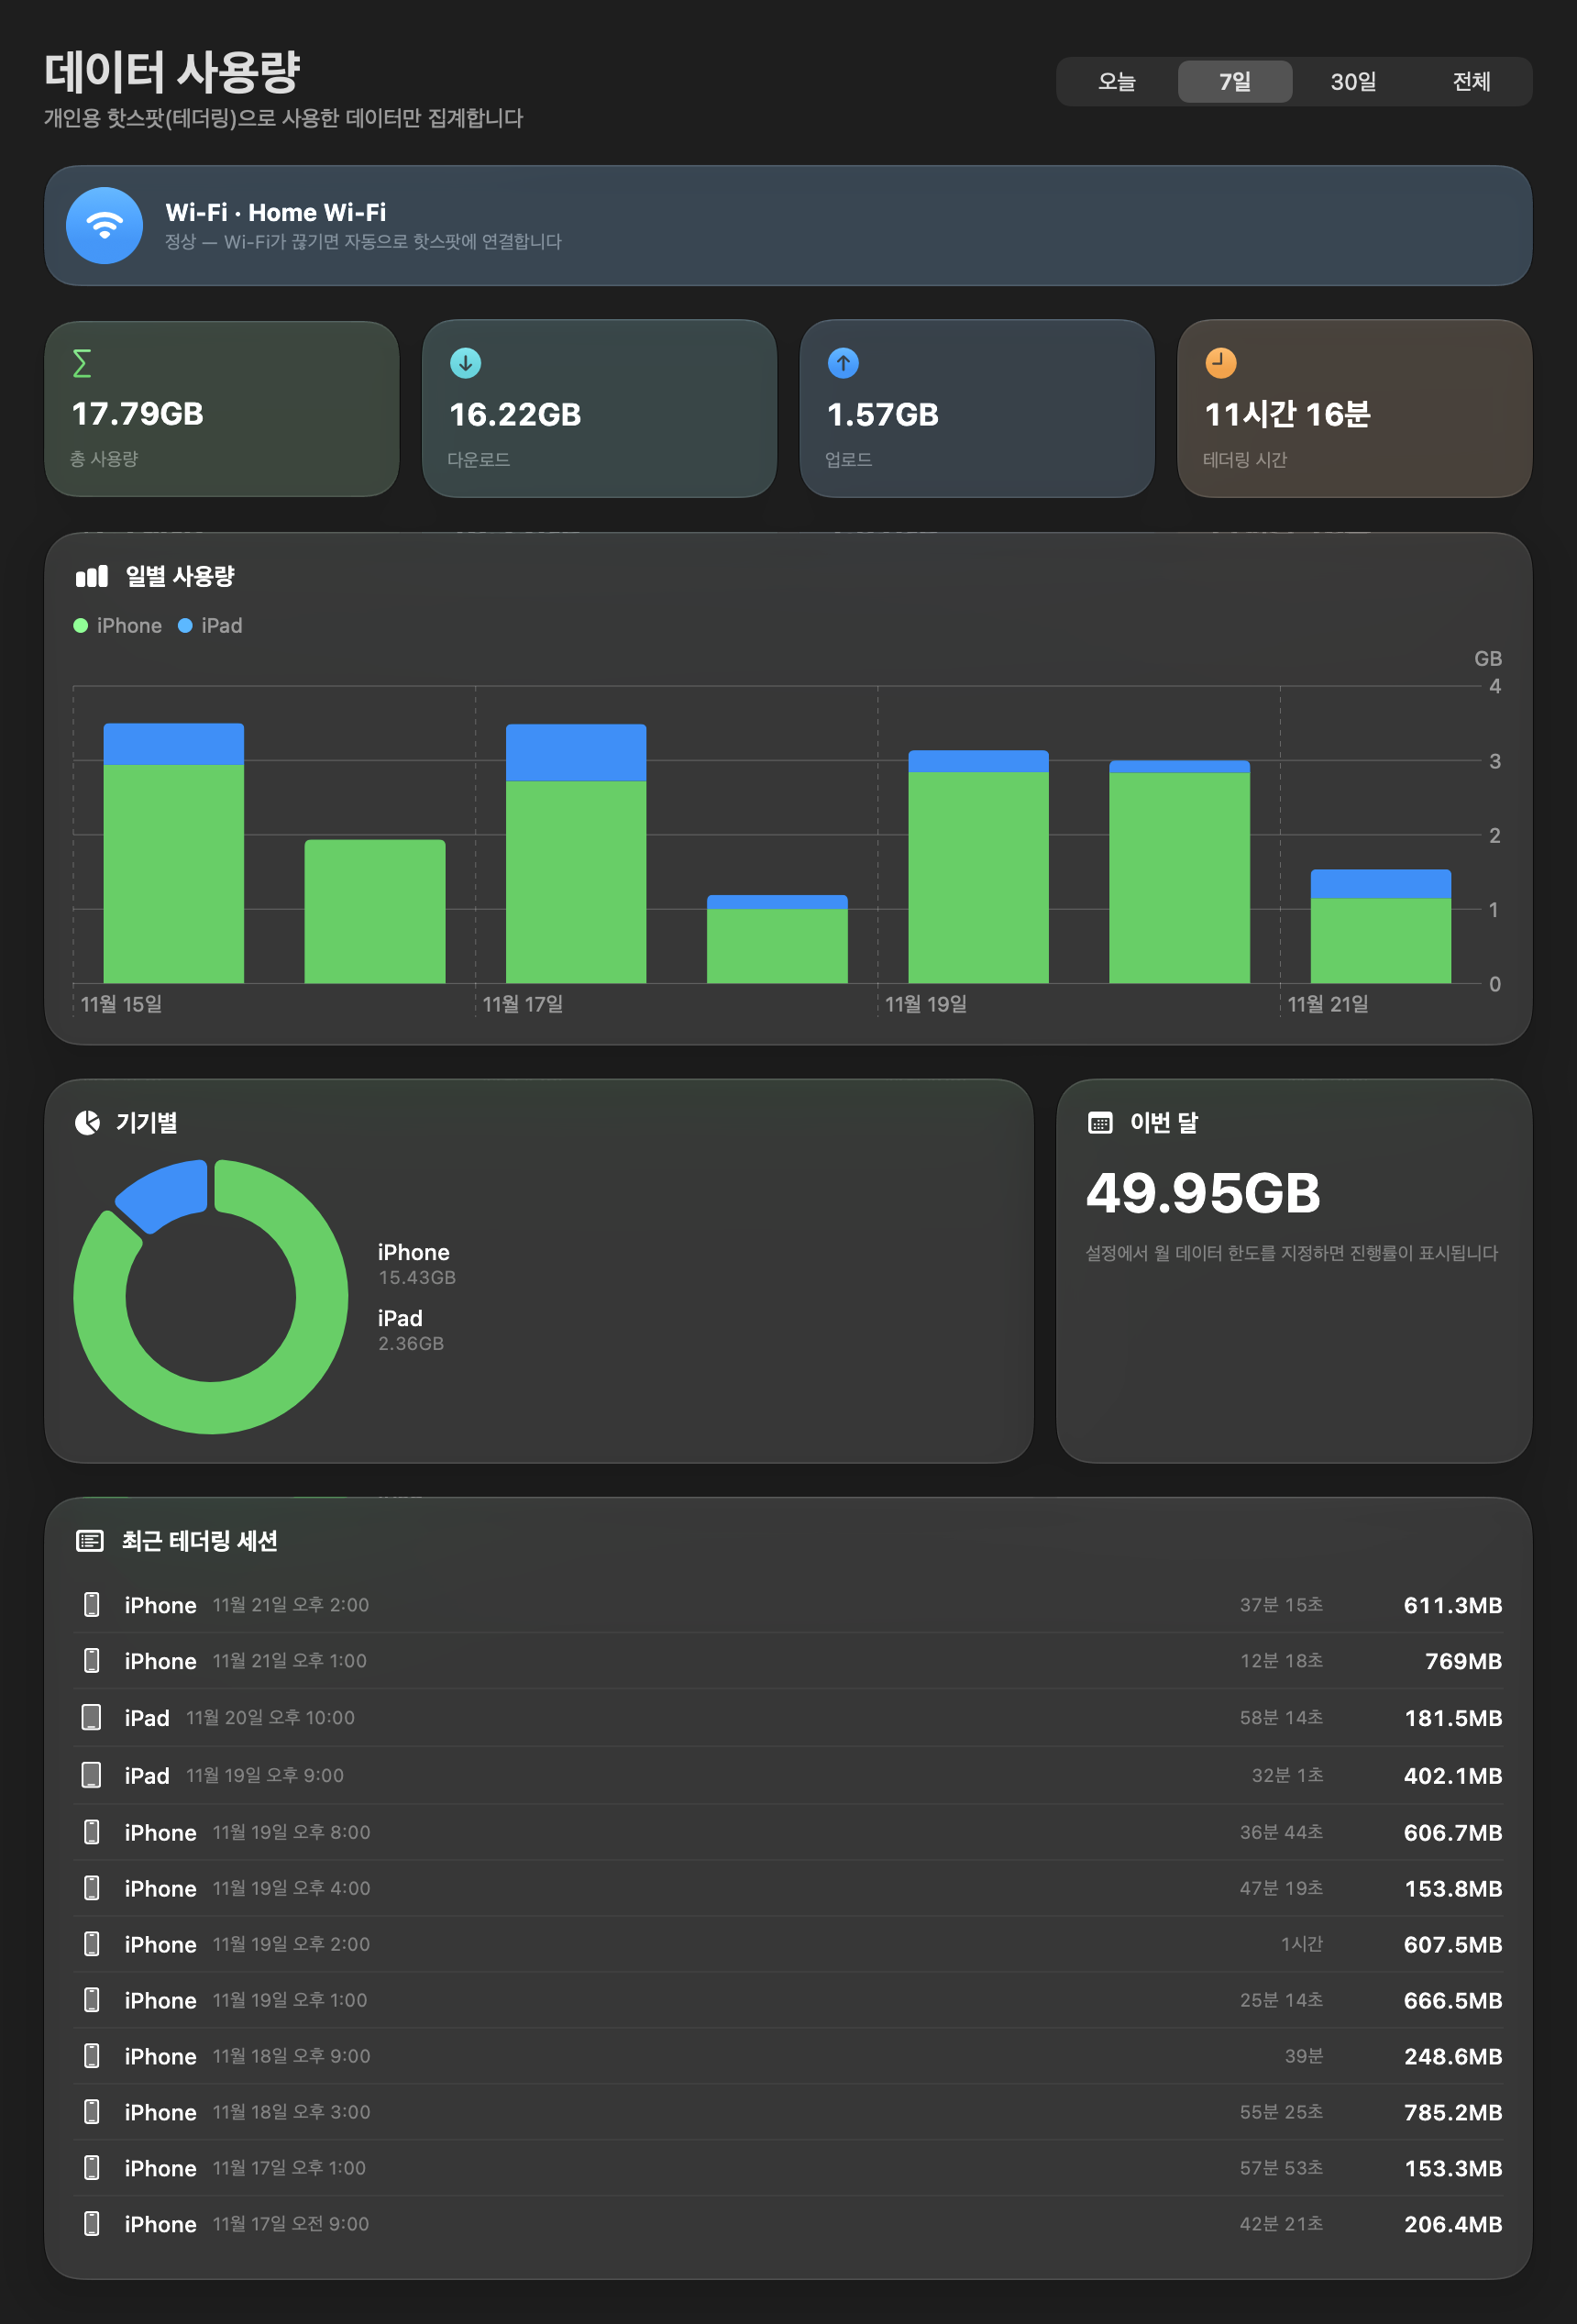 데이터 사용량
개인용 핫스팟(테더링)으로 사용한 데이터만 집계합니다
오늘 7일 30일 전체
Wi-Fi · Home Wi-Fi
정상 — Wi-Fi가 끊기면 자동으로 핫스팟에 연결합니다
17.79GB
총 사용량
16.22GB
다운로드
1.57GB
업로드
11시간 16분
테더링 시간
일별 사용량
iPhone iPad
GB
4
3
2
1
0
11월 15일 11월 17일 11월 19일 11월 21일
기기별
iPhone
15.43GB
iPad
2.36GB
이번 달
49.95GB
설정에서 월 데이터 한도를 지정하면 진행률이 표시됩니다
최근 테더링 세션
iPhone 11월 21일 오후 2:00 37분 15초 611.3MB
iPhone 11월 21일 오후 1:00 12분 18초 769MB
iPad 11월 20일 오후 10:00 58분 14초 181.5MB
iPad 11월 19일 오후 9:00 32분 1초 402.1MB
iPhone 11월 19일 오후 8:00 36분 44초 606.7MB
iPhone 11월 19일 오후 4:00 47분 19초 153.8MB
iPhone 11월 19일 오후 2:00 1시간 607.5MB
iPhone 11월 19일 오후 1:00 25분 14초 666.5MB
iPhone 11월 18일 오후 9:00 39분 248.6MB
iPhone 11월 18일 오후 3:00 55분 25초 785.2MB
iPhone 11월 17일 오후 1:00 57분 53초 153.3MB
iPhone 11월 17일 오전 9:00 42분 21초 206.4MB